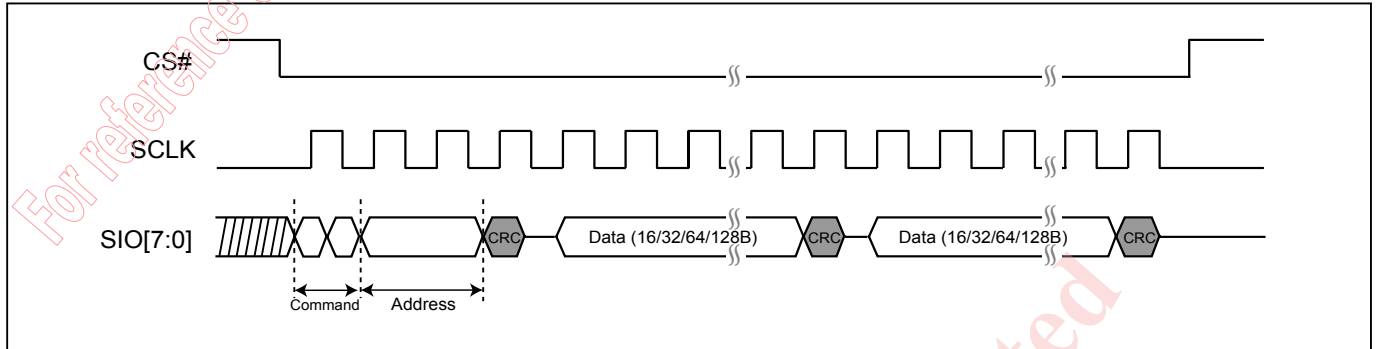 CS#
SCLK
SIO[7:0]
CRC
Data (16/32/64/128B)
CRC
Data (16/32/64/128B)
CRC
Command
Address
For reference